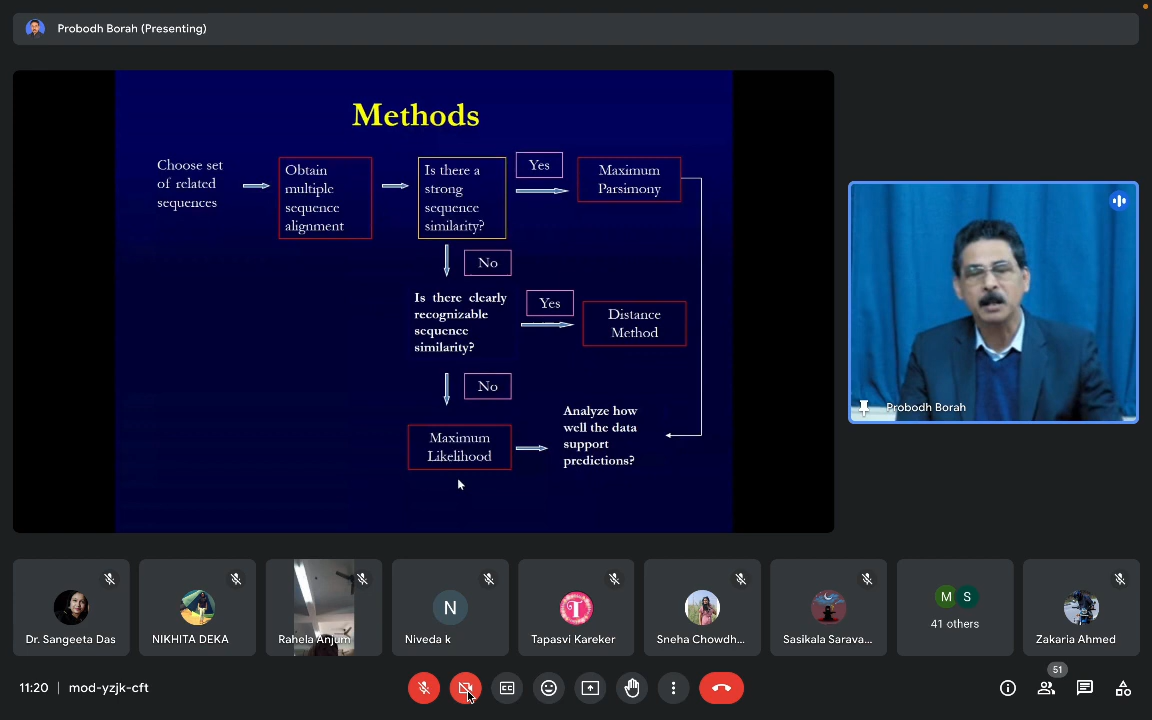 Probodh Borah (Presenting)
Methods
Choose set
of related
sequences
Obtain
multiple
sequence
alignment
Is there a
strong
sequence
similarity?
Yes
Maximum
Parsimony
No
Is there clearly
recognizable
sequence
similarity?
Yes
Distance
Method
No
Maximum
Likelihood
Analyze how
well the data
support
predictions?
Probodh Borah
Dr. Sangeeta Das
NIKHITA DEKA
Rahela Anjum
N
Niveda k
T
Tapasvi Kareker
Sneha Chowdh...
Sasikala Sarava...
M S
41 others
Zakaria Ahmed
11:20 | mod-yzjk-cft
CC
51